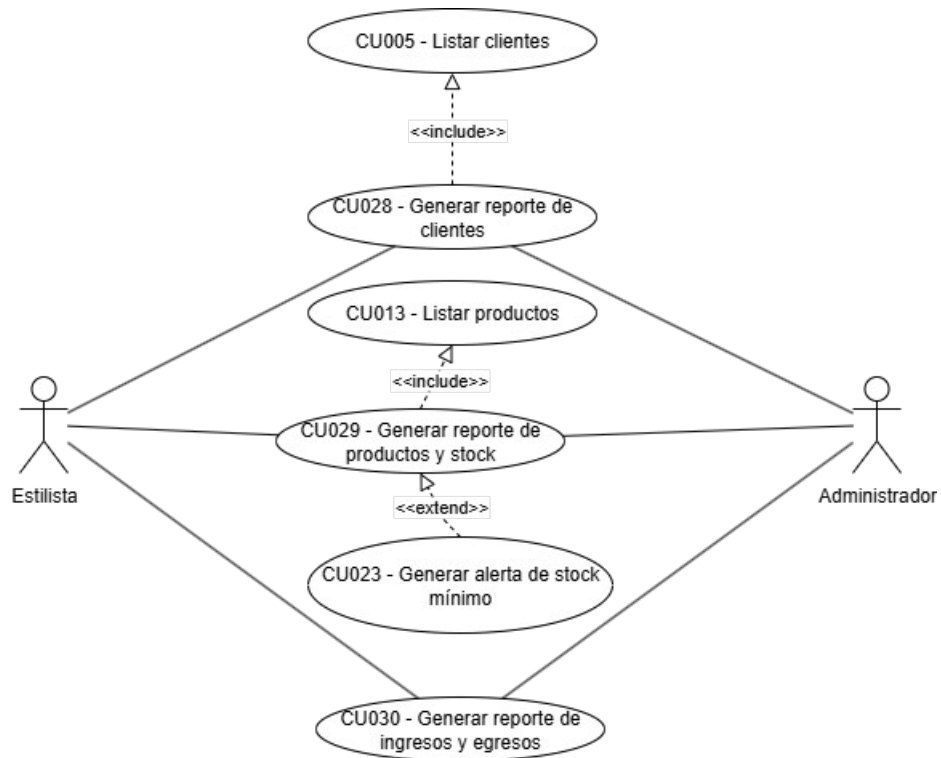 CU005 - Listar clientes
<<include>>
CU028 - Generar reporte de
clientes
CU013 - Listar productos
<<include>>
CU029 - Generar reporte de
productos y stock
Estilista
Administrador
<<extend>>
CU023 - Generar alerta de stock
mínimo
CU030 - Generar reporte de
ingresos y egresos